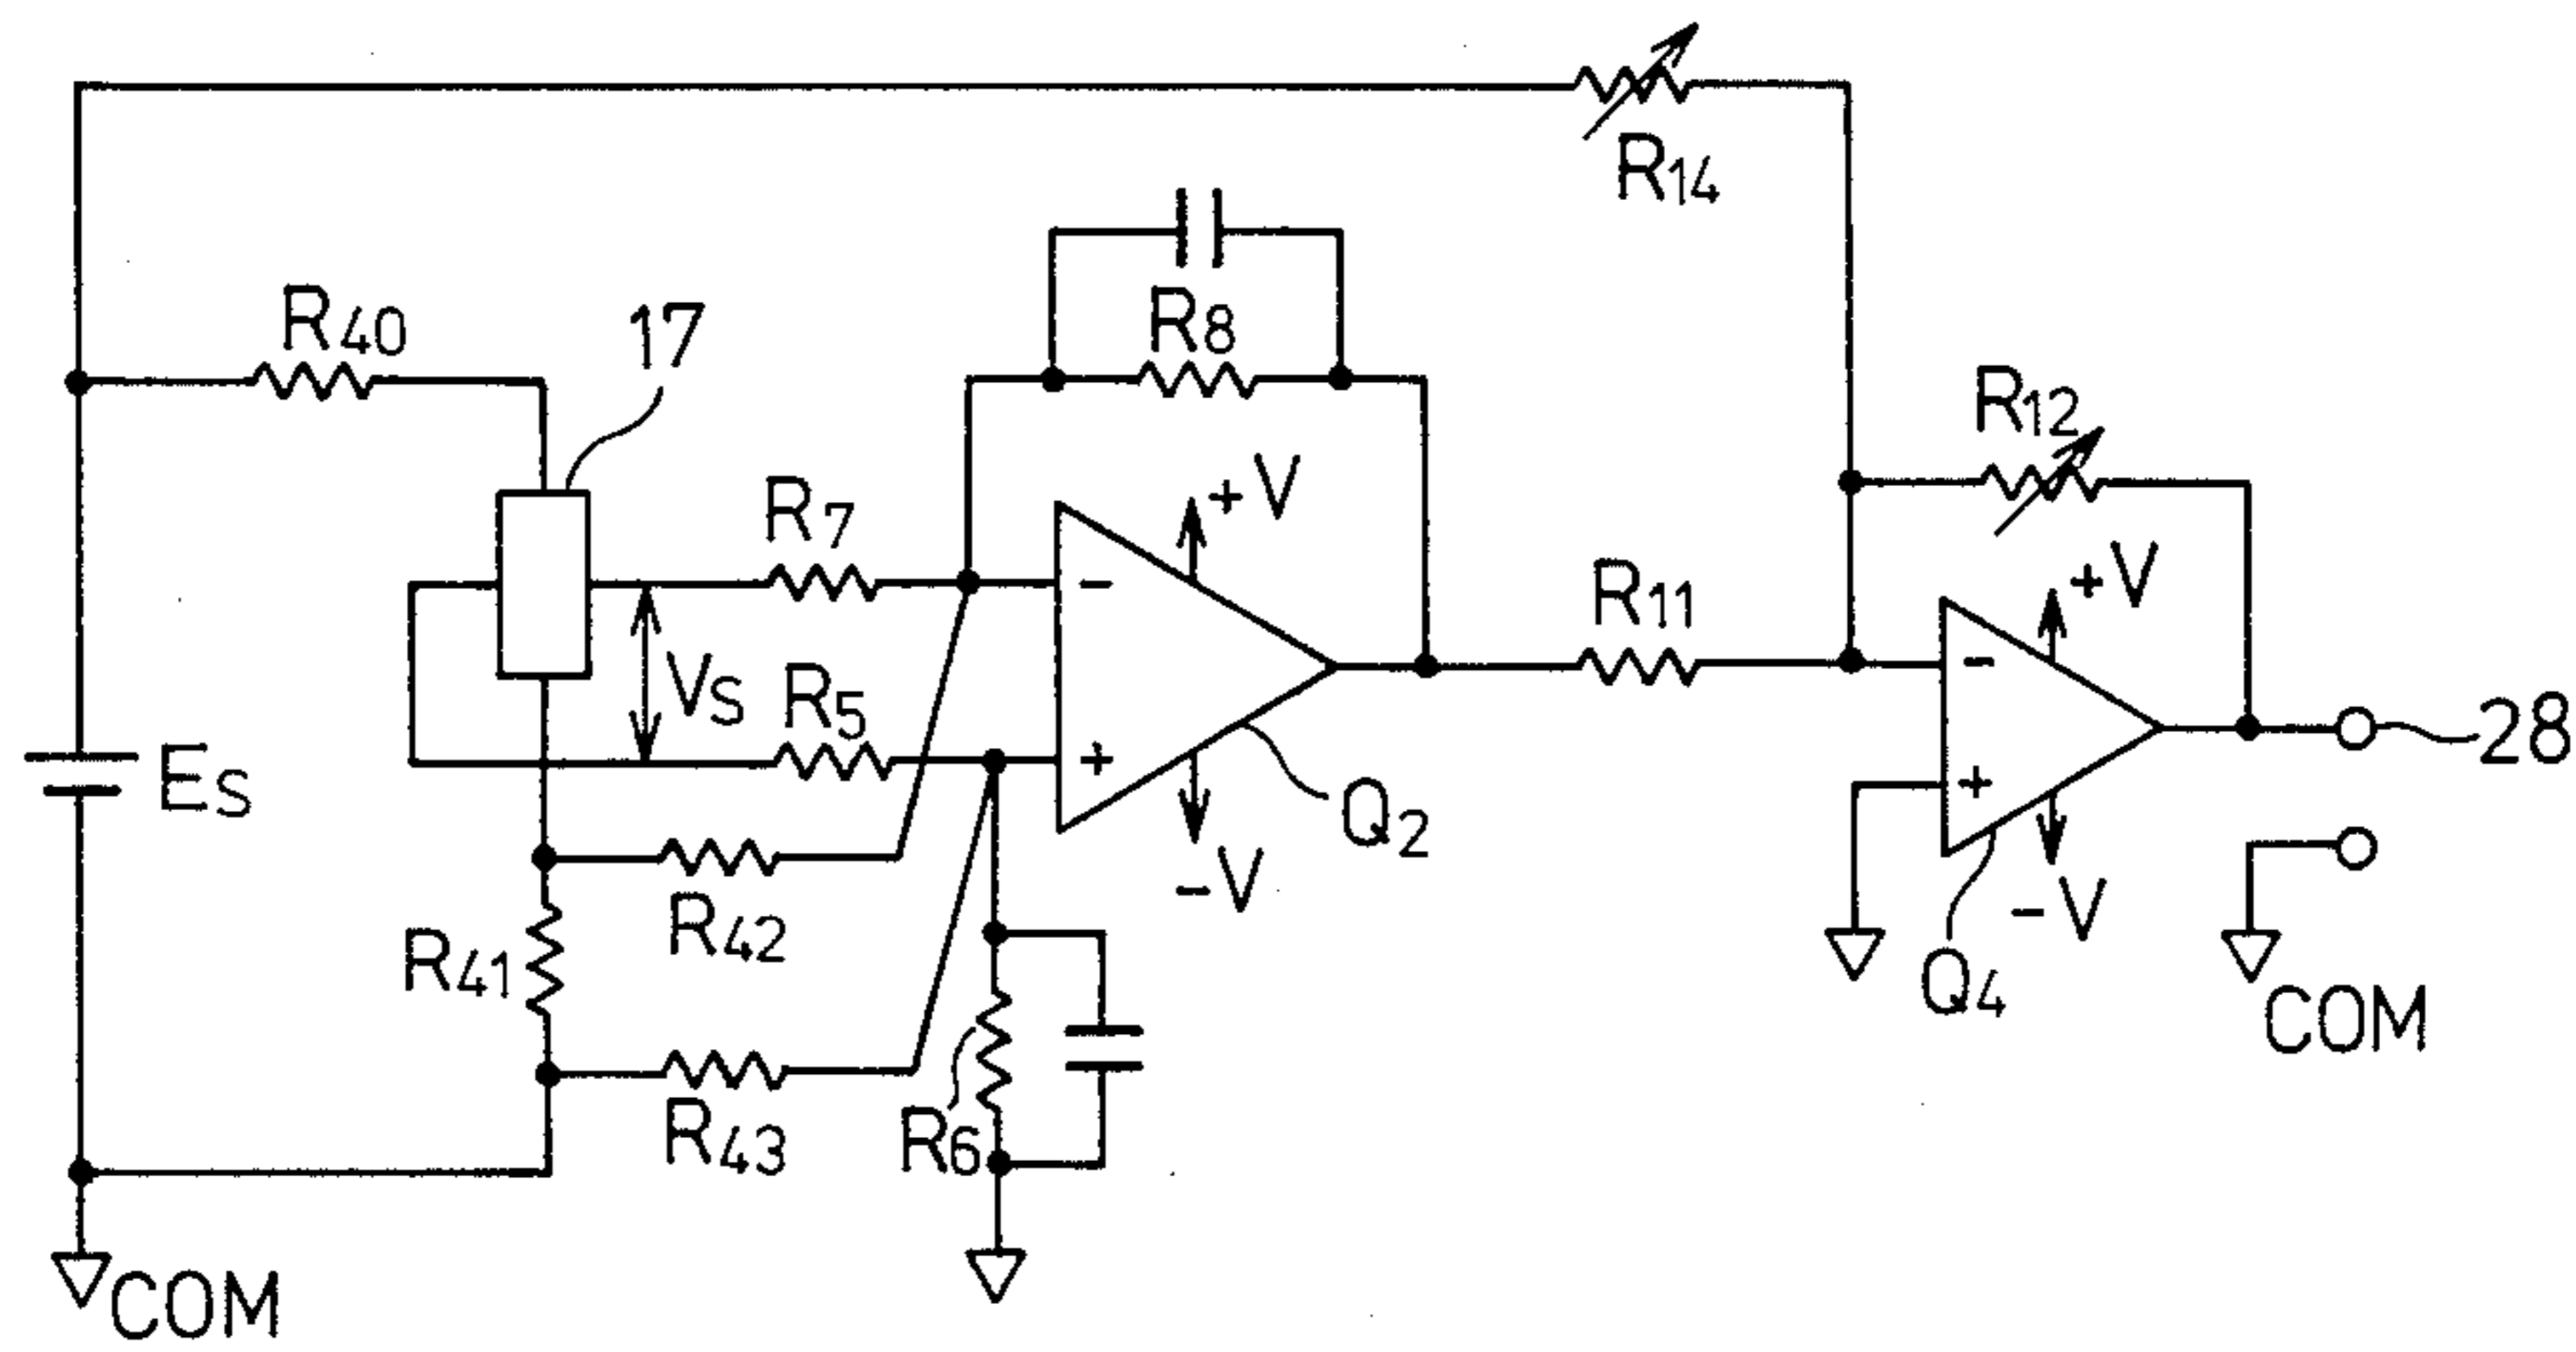 R14
R40
17
R8
R12
R7
+V
R11
+V
-
-
VS
R5
28
ES
+
+
Q2
R42
-V
-V
R41
Q4
COM
R43
R6
COM